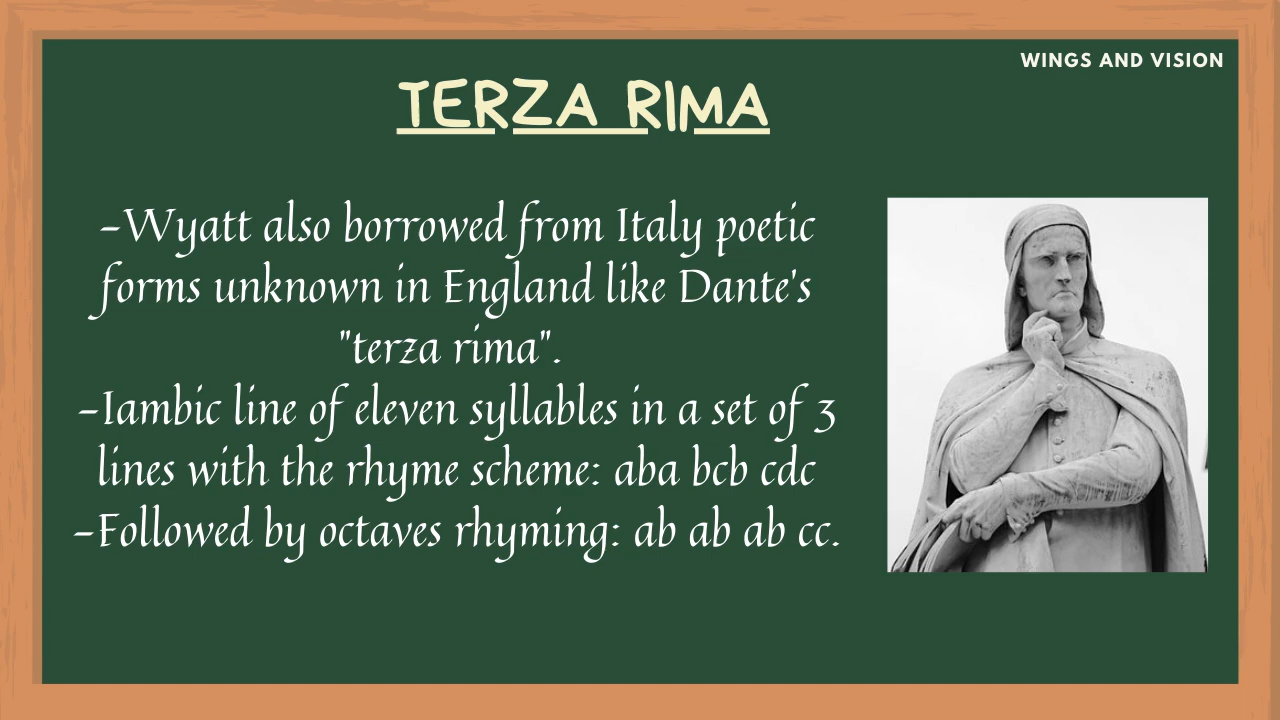 WINGS AND VISION
TERZA RIMA
-Wyatt also borrowed from Italy poetic
forms unknown in England like Dante's
"terza rima".
-Iambic line of eleven syllables in a set of 3
lines with the rhyme scheme: aba bcb cdc
-Followed by octaves rhyming: ab ab ab cc.